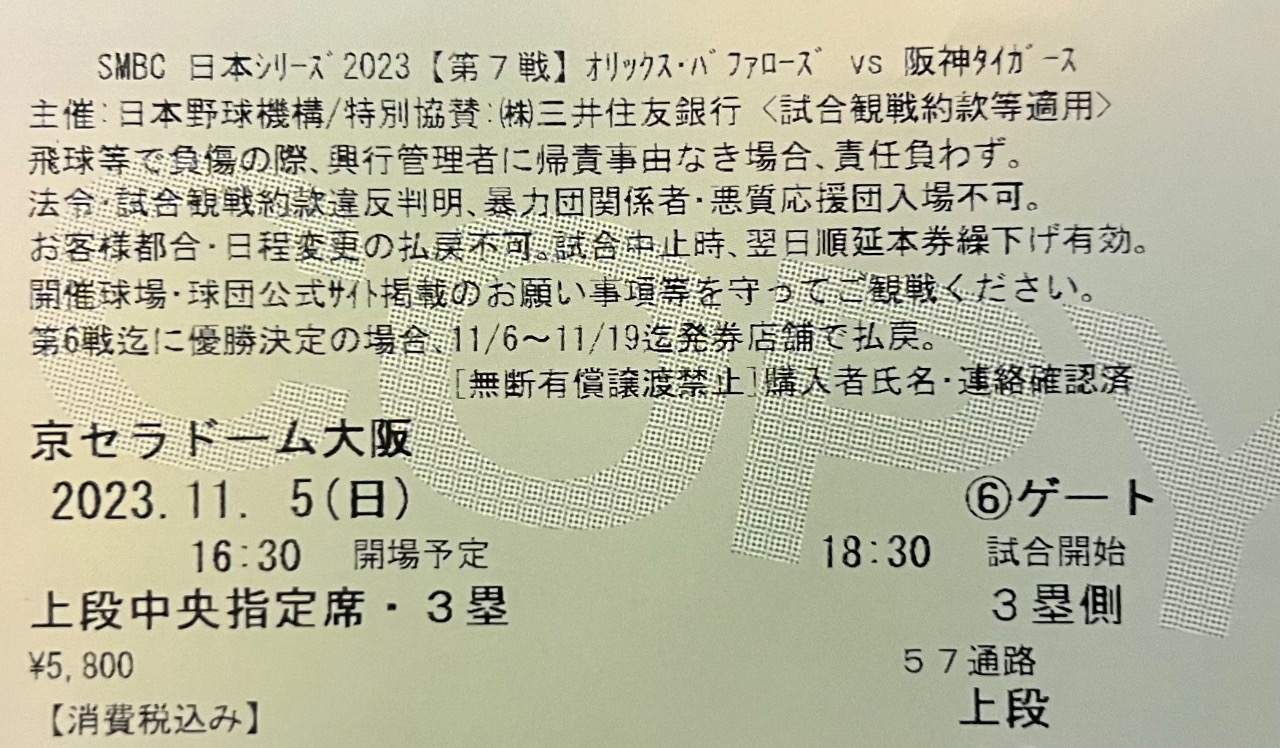 SMBC 日本ｼﾘｰｽﾞ2023【第７戦】ｵﾘｯｸｽ･ﾊﾞﾌｧﾛｰｽﾞ vs 阪神ﾀｲｶﾞｰｽ
主催:日本野球機構/特別協賛:㈱三井住友銀行〈試合観戦約款等適用〉
飛球等で負傷の際、興行管理者に帰責事由なき場合、責任負わず。
法令･試合観戦約款違反判明、暴力団関係者･悪質応援団入場不可。
お客様都合･日程変更の払戻不可。試合中止時、翌日順延本券繰下げ有効。
開催球場･球団公式ｻｲﾄ掲載のお願い事項等を守ってご観戦ください。
第6戦迄に優勝決定の場合、11/6～11/19迄発券店舗で払戻。
[無断有償譲渡禁止]購入者氏名･連絡確認済
京セラドーム大阪
2023.11. 5(日) ⑥ゲート
16:30 開場予定 18:30 試合開始
上段中央指定席・３塁 ３塁側
¥5,800 ５７通路
【消費税込み】 上段
COPY